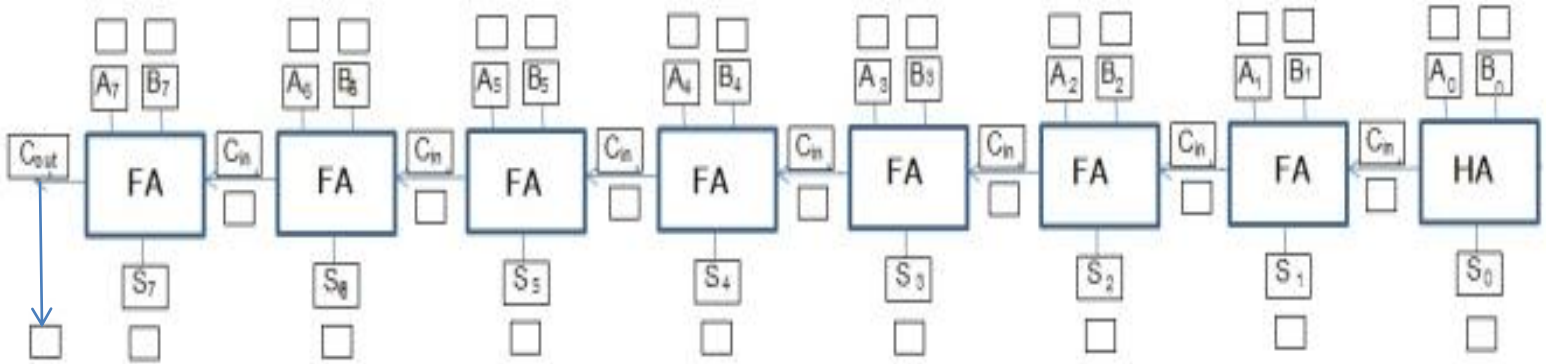 A7 B7 A6 B6 A5 B5 A4 B4 A3 B3 A2 B2 A1 B1 A0 B0
Cout FA Cin FA Cin FA Cin FA Cin FA Cin FA Cin FA Cin HA
S7 S6 S5 S4 S3 S2 S1 S0